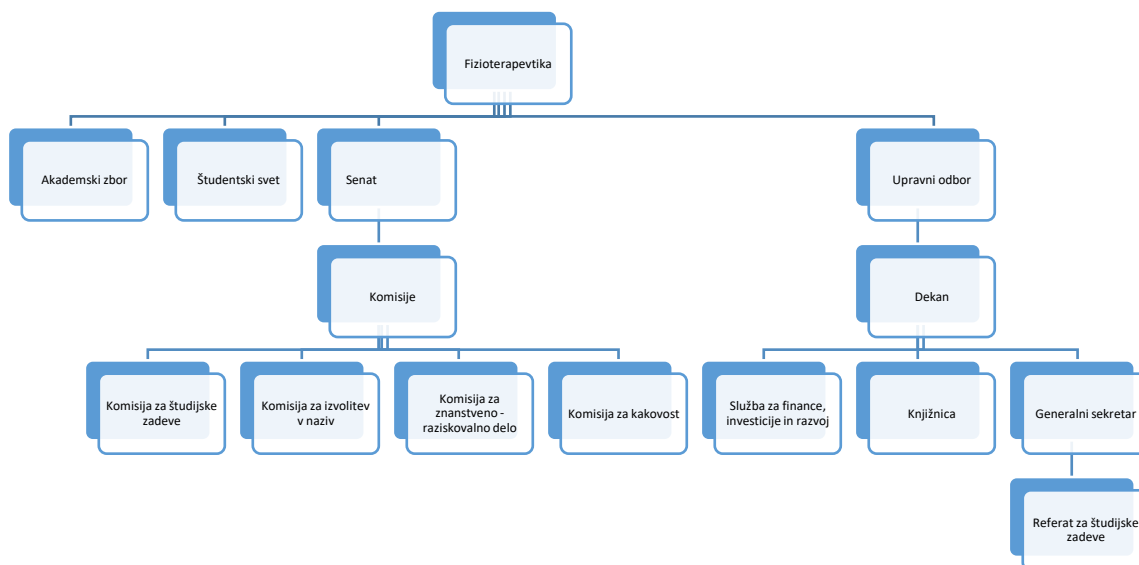 Fizioterapevtika
Akademski zbor
Študentski svet
Senat
Upravni odbor
Komisije
Dekan
Komisija za študijske
zadeve
Komisija za izvolitev
v naziv
Komisija za
znanstveno -
raziskovalno delo
Komisija za kakovost
Služba za finance,
investicije in razvoj
Knjižnica
Generalni sekretar
Referat za študijske
zadeve